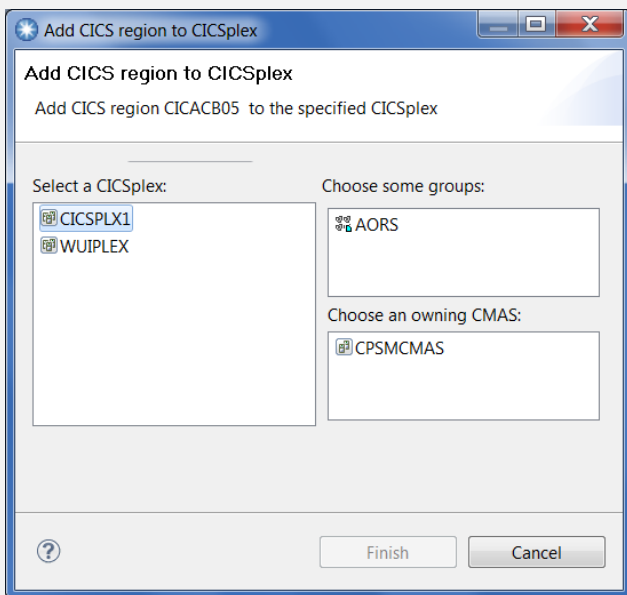 Add CICS region to CICSplex
Add CICS region to CICSplex
Add CICS region CICACB05 to the specified CICSplex
Select a CICSplex:
CICSPLX1
WUIPLEX
Choose some groups:
AORS
Choose an owning CMAS:
CPSMCMAS
?
Finish
Cancel